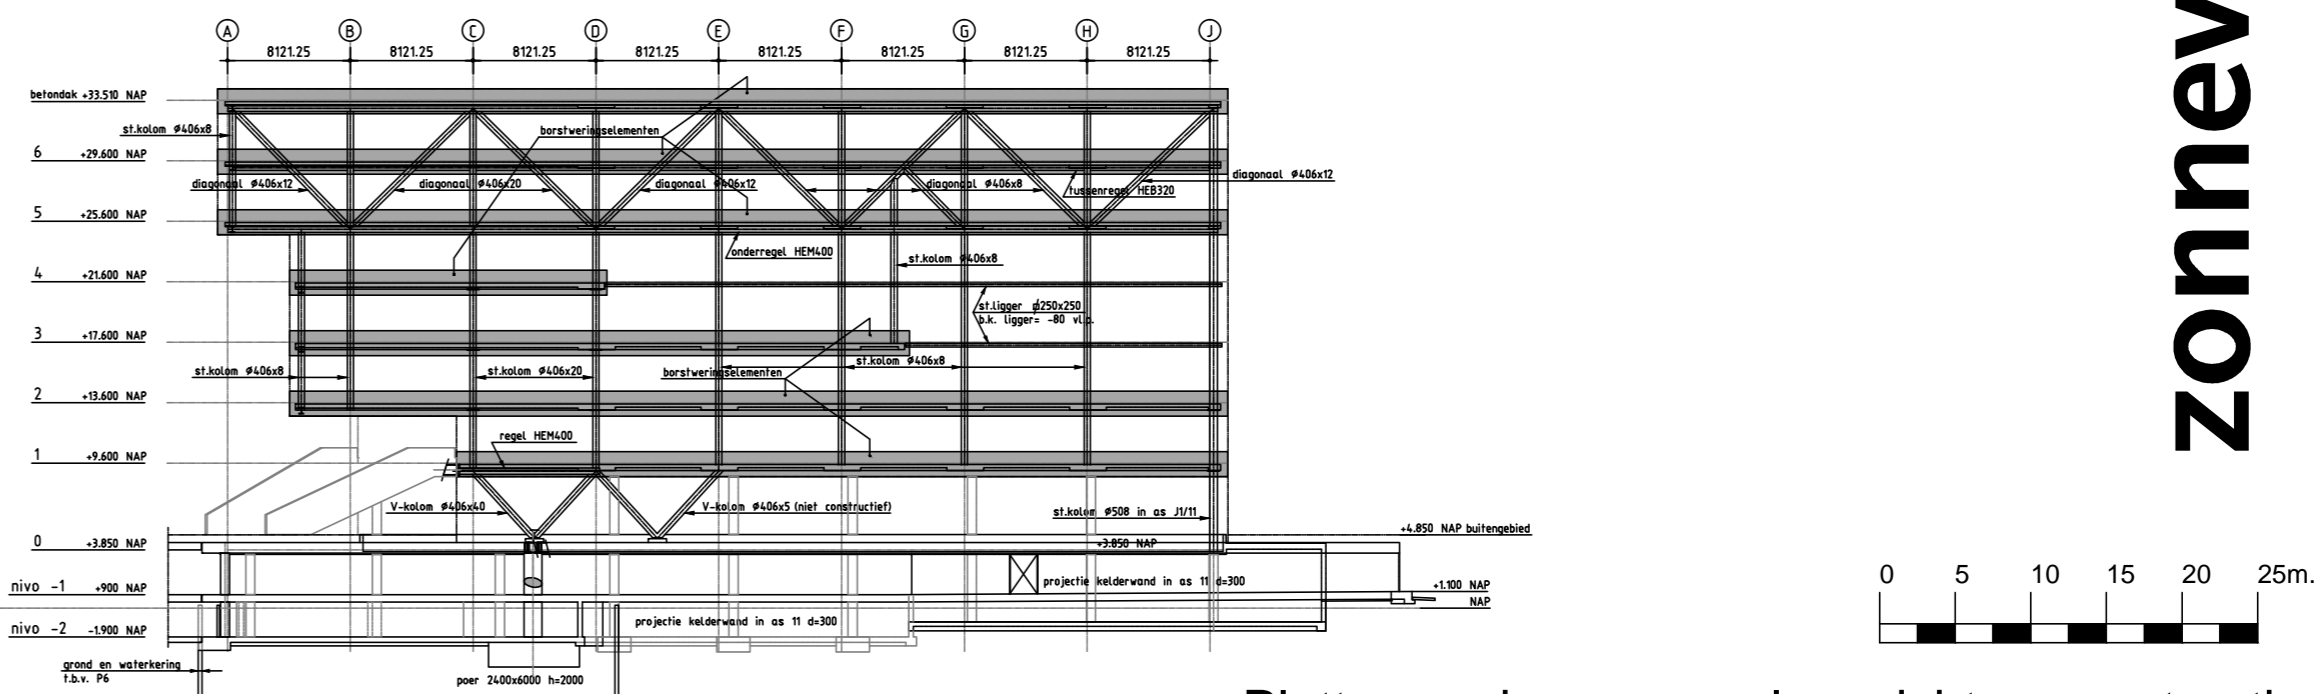 A B C D E F G H J
8121.25 8121.25 8121.25 8121.25 8121.25 8121.25 8121.25 8121.25
betondak +33.510 NAP
st.kolom Ø406x8
borstweringselementen
6 +29.600 NAP
diagonaal Ø406x12
diagonaal Ø406x20
diagonaal Ø406x12
diagonaal Ø406x8
tussenregel HEB320
diagonaal Ø406x12
5 +25.600 NAP
onderregel HEM400
st.kolom Ø406x8
4 +21.600 NAP
st.ligger ϕ250x250
b.k. ligger= -80 vl.p.
3 +17.600 NAP
st.kolom Ø406x8
st.kolom Ø406x20
borstweringselementen
st.kolom Ø406x8
2 +13.600 NAP
regel HEM400
1 +9.600 NAP
V-kolom Ø406x40
V-kolom Ø406x5 (niet constructief)
st.kolom Ø508 in as J1/11
+4.850 NAP buitengebied
0 +3.850 NAP
+3.850 NAP
nivo -1 +900 NAP
projectie kelderwand in as 11 d=300
+1.100 NAP
NAP
nivo -2 -1.900 NAP
projectie kelderwand in as 11 d=300
grond en waterkering
t.b.v. P6
poer 2400x6000 h=2000
zonnev
0 5 10 15 20 25m.